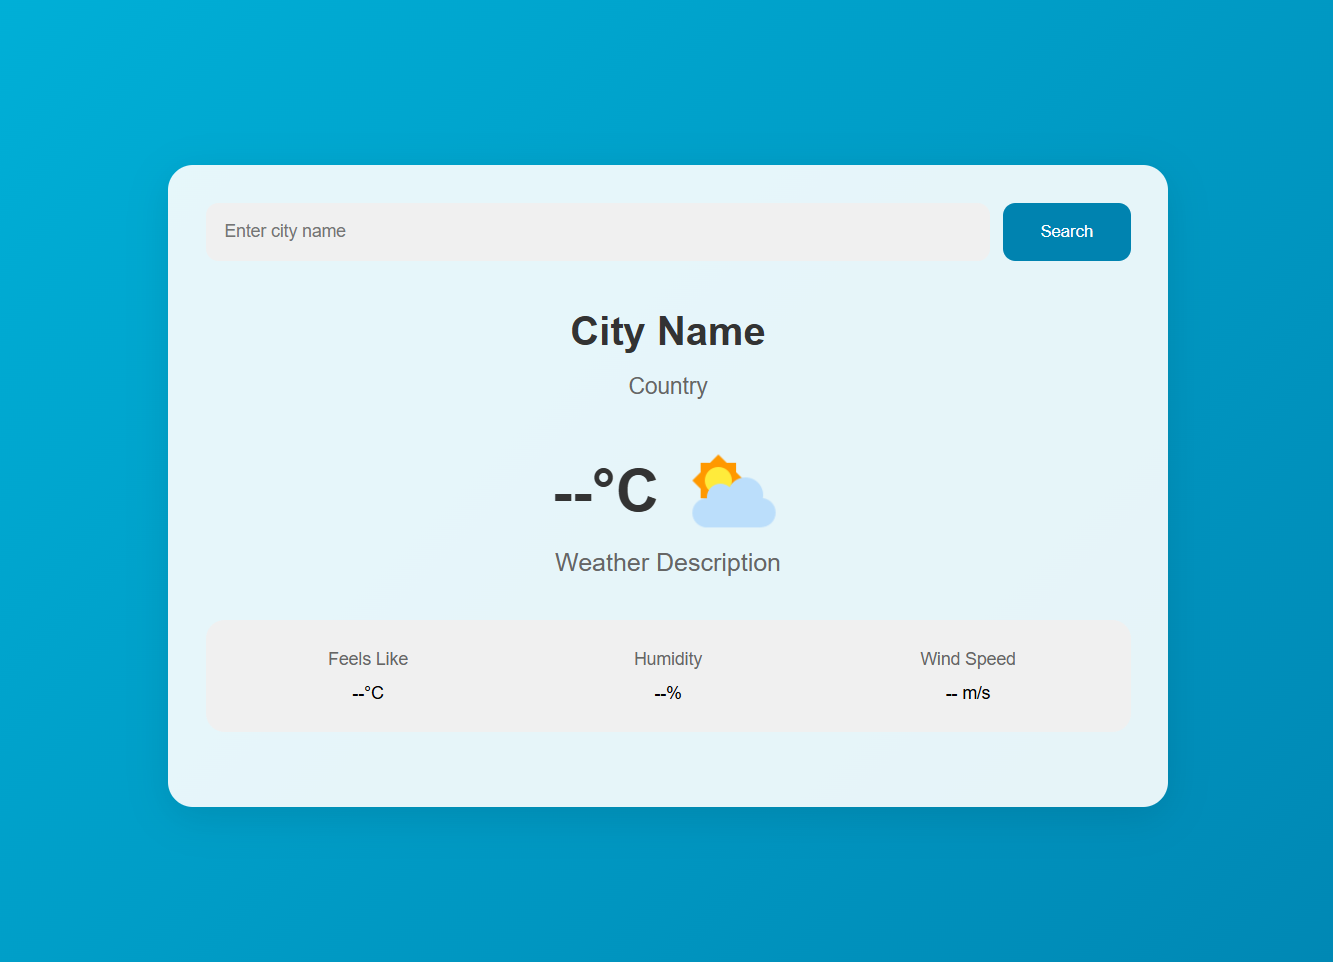 Enter city name
Search
City Name
Country
--°C
Weather Description
Feels Like
Humidity
Wind Speed
--°C
--%
-- m/s